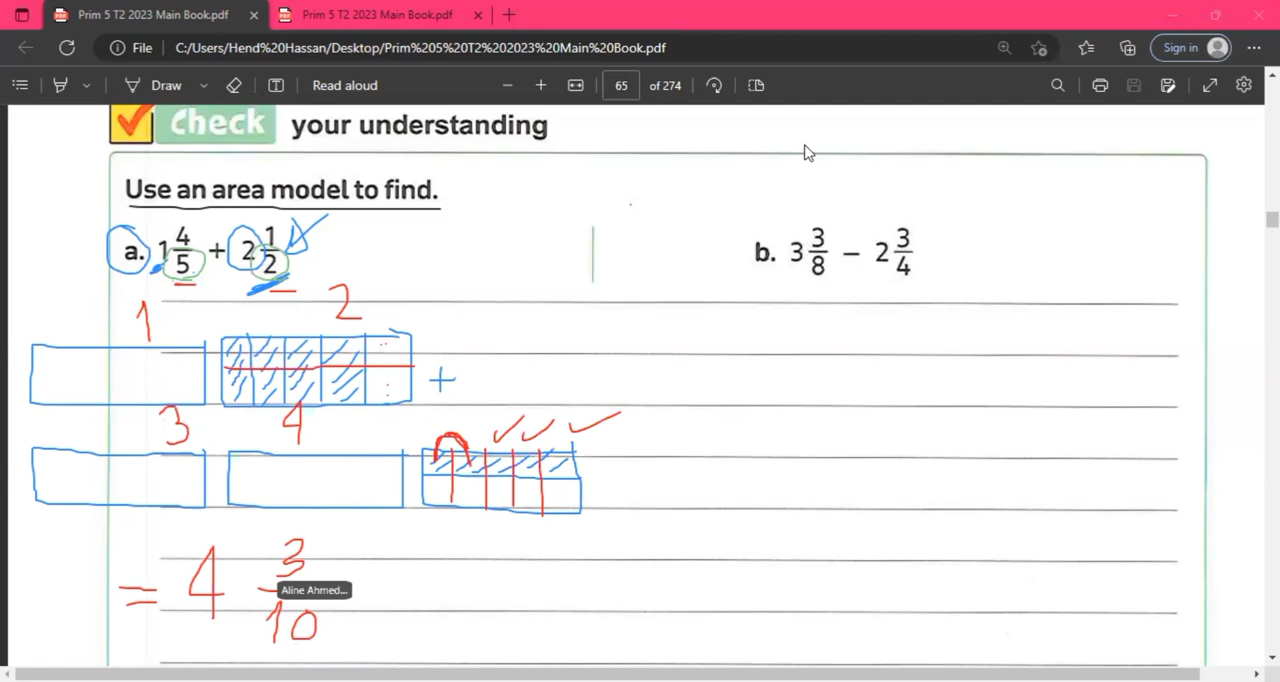 Prim 5 T2 2023 Main Book.pdf
Prim 5 T2 2023 Main Book.pdf
File
C:/Users/Hend%20Hassan/Desktop/Prim%205%20T2%202023%20Main%20Book.pdf
Sign in
Draw
Read aloud
65
of 274
Check your understanding
Use an area model to find.
a. 1 4/5 + 2 1/2
b. 3 3/8 − 2 3/4
1 2
+
3 4
= 4 3/10
Aline Ahmed...